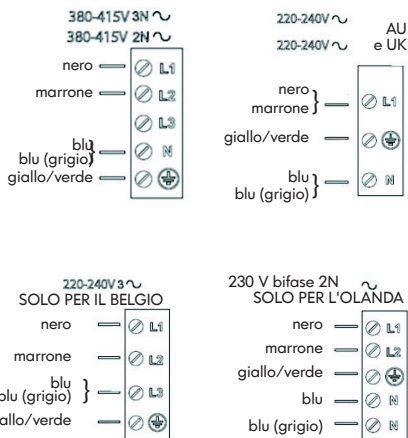 380-415V 3N ~
380-415V 2N ~
nero L1
marrone L2
L3
blu
blu (grigio) N
giallo/verde
220-240V ~
220-240V ~
AU
e UK
nero
marrone L1
giallo/verde
blu
blu (grigio) N
220-240V 3 ~
SOLO PER IL BELGIO
nero L1
marrone L2
blu
blu (grigio) L3
allo/verde
230 V bifase 2N ~
SOLO PER L'OLANDA
nero L1
marrone L2
giallo/verde
blu N
blu (grigio) N